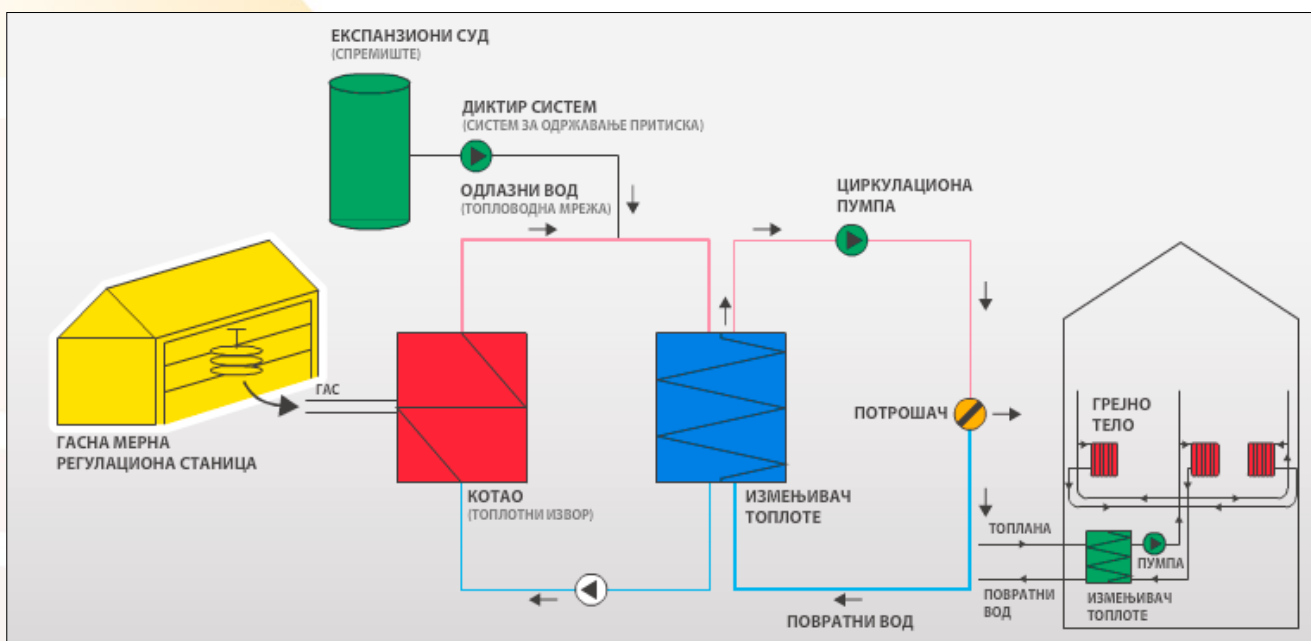 ЕКСПАНЗИОНИ СУД
(СПРЕМИШТЕ)
ДИКТИР СИСТЕМ
(СИСТЕМ ЗА ОДРЖАВАЊЕ ПРИТИСКА)
ОДЛАЗНИ ВОД
(ТОПЛОВОДНА МРЕЖА)
ЦИРКУЛАЦИОНА
ПУМПА
ГАС
ГАСНА МЕРНА
РЕГУЛАЦИОНА СТАНИЦА
КОТАО
(ТОПЛОТНИ ИЗВОР)
ИЗМЕЊИВАЧ
ТОПЛОТЕ
ПОТРОШАЧ
ПОВРАТНИ ВОД
ГРЕЈНО
ТЕЛО
ТОПЛАНА
ПУМПА
ПОВРАТНИ
ВОД
ИЗМЕЊИВАЧ
ТОПЛОТЕ